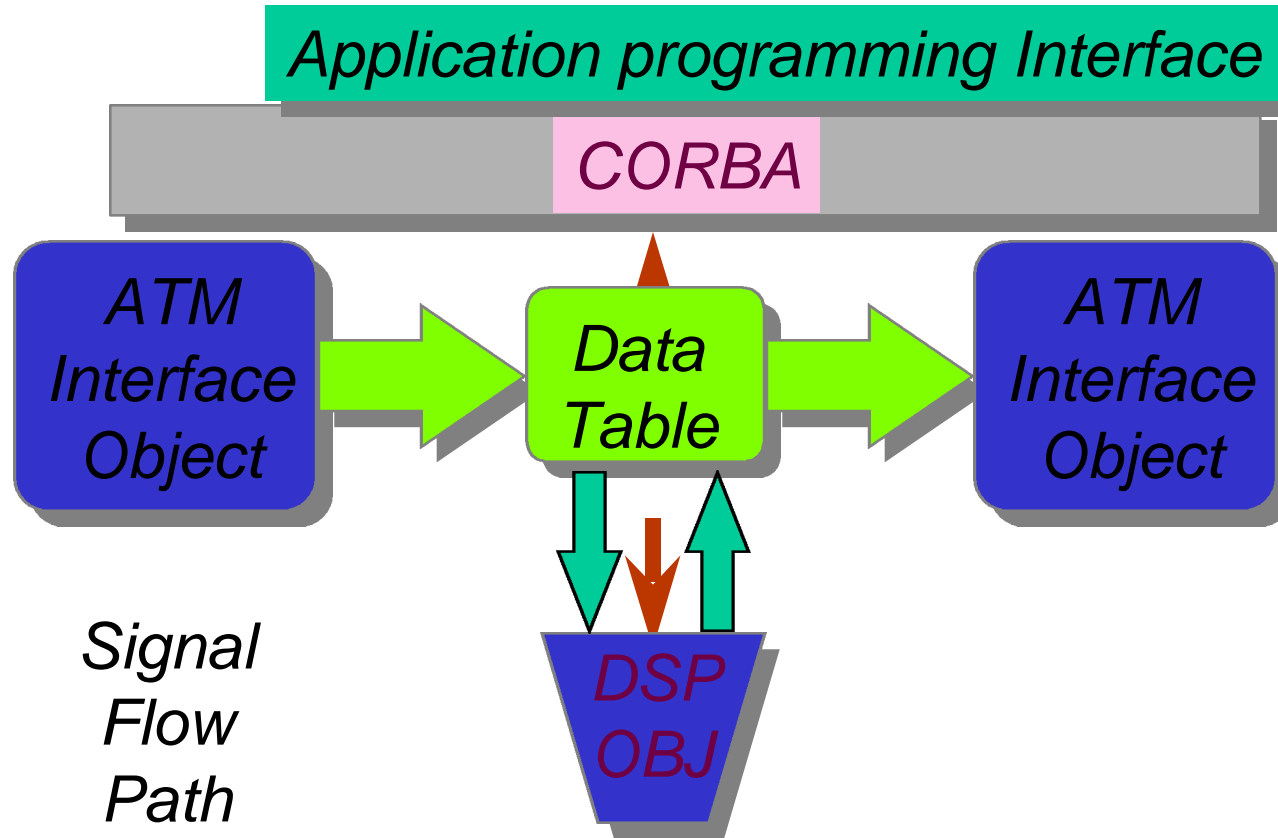 Application programming Interface
CORBA
ATM
Interface
Object
Data
Table
ATM
Interface
Object
Signal
Flow
Path
DSP
OBJ